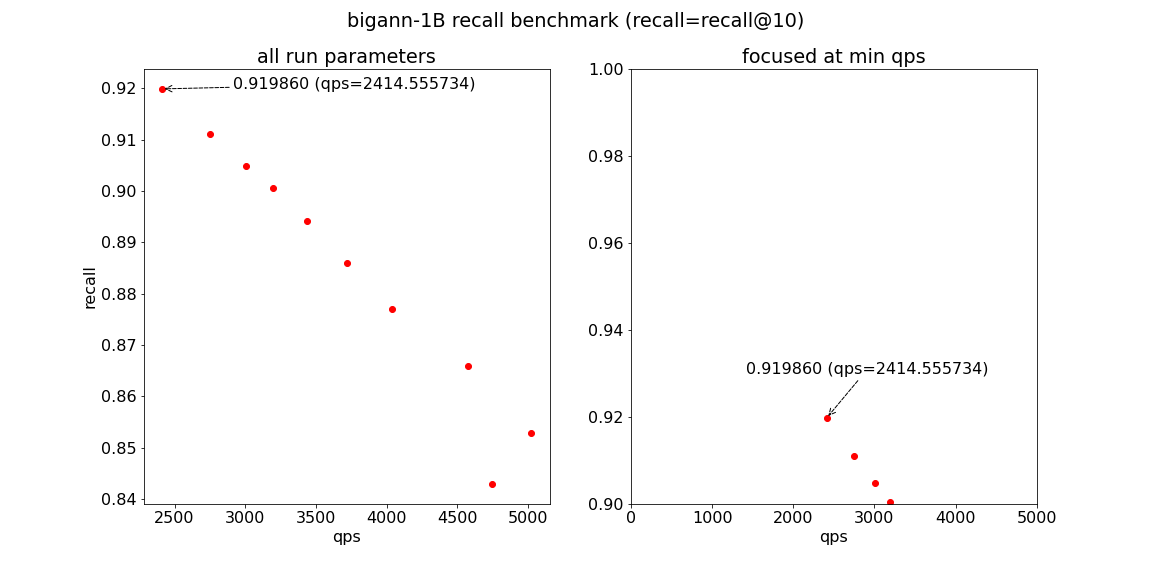 bigann-1B recall benchmark (recall=recall@10)
all run parameters
0.92
0.91
0.90
0.89
0.88
0.87
0.86
0.85
0.84
recall
0.919860 (qps=2414.555734)
2500 3000 3500 4000 4500 5000
qps
focused at min qps
1.00
0.98
0.96
0.94
0.92
0.90
0.919860 (qps=2414.555734)
0 1000 2000 3000 4000 5000
qps